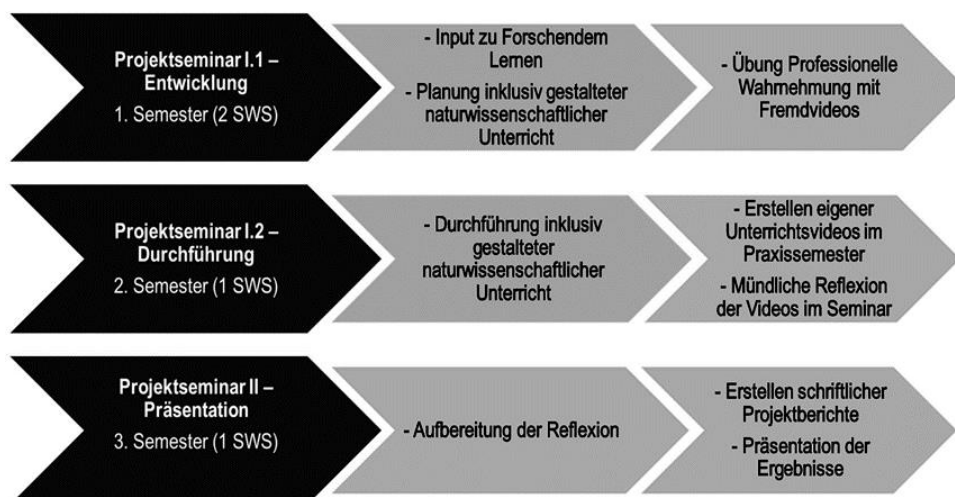 Projektseminar I.1 –
Entwicklung
1. Semester (2 SWS)
- Input zu Forschendem
Lernen
- Planung inklusiv gestalteter
naturwissenschaftlicher
Unterricht
- Übung Professionelle
Wahrnehmung mit
Fremdvideos
Projektseminar I.2 –
Durchführung
2. Semester (1 SWS)
- Durchführung inklusiv
gestalteter
naturwissenschaftlicher
Unterricht
- Erstellen eigener
Unterrichtsvideos im
Praxissemester
- Mündliche Reflexion
der Videos im Seminar
Projektseminar II –
Präsentation
3. Semester (1 SWS)
- Aufbereitung der Reflexion
- Erstellen schriftlicher
Projektberichte
- Präsentation der
Ergebnisse